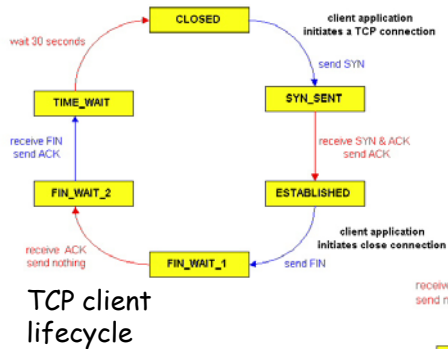 CLOSED
client application
initiates a TCP connection
wait 30 seconds
send SYN
TIME_WAIT
SYN_SENT
receive FIN
send ACK
receive SYN & ACK
send ACK
FIN_WAIT_2
ESTABLISHED
client application
initiates close connection
receive ACK
send nothing
FIN_WAIT_1
send FIN
TCP client
lifecycle
receive
send n